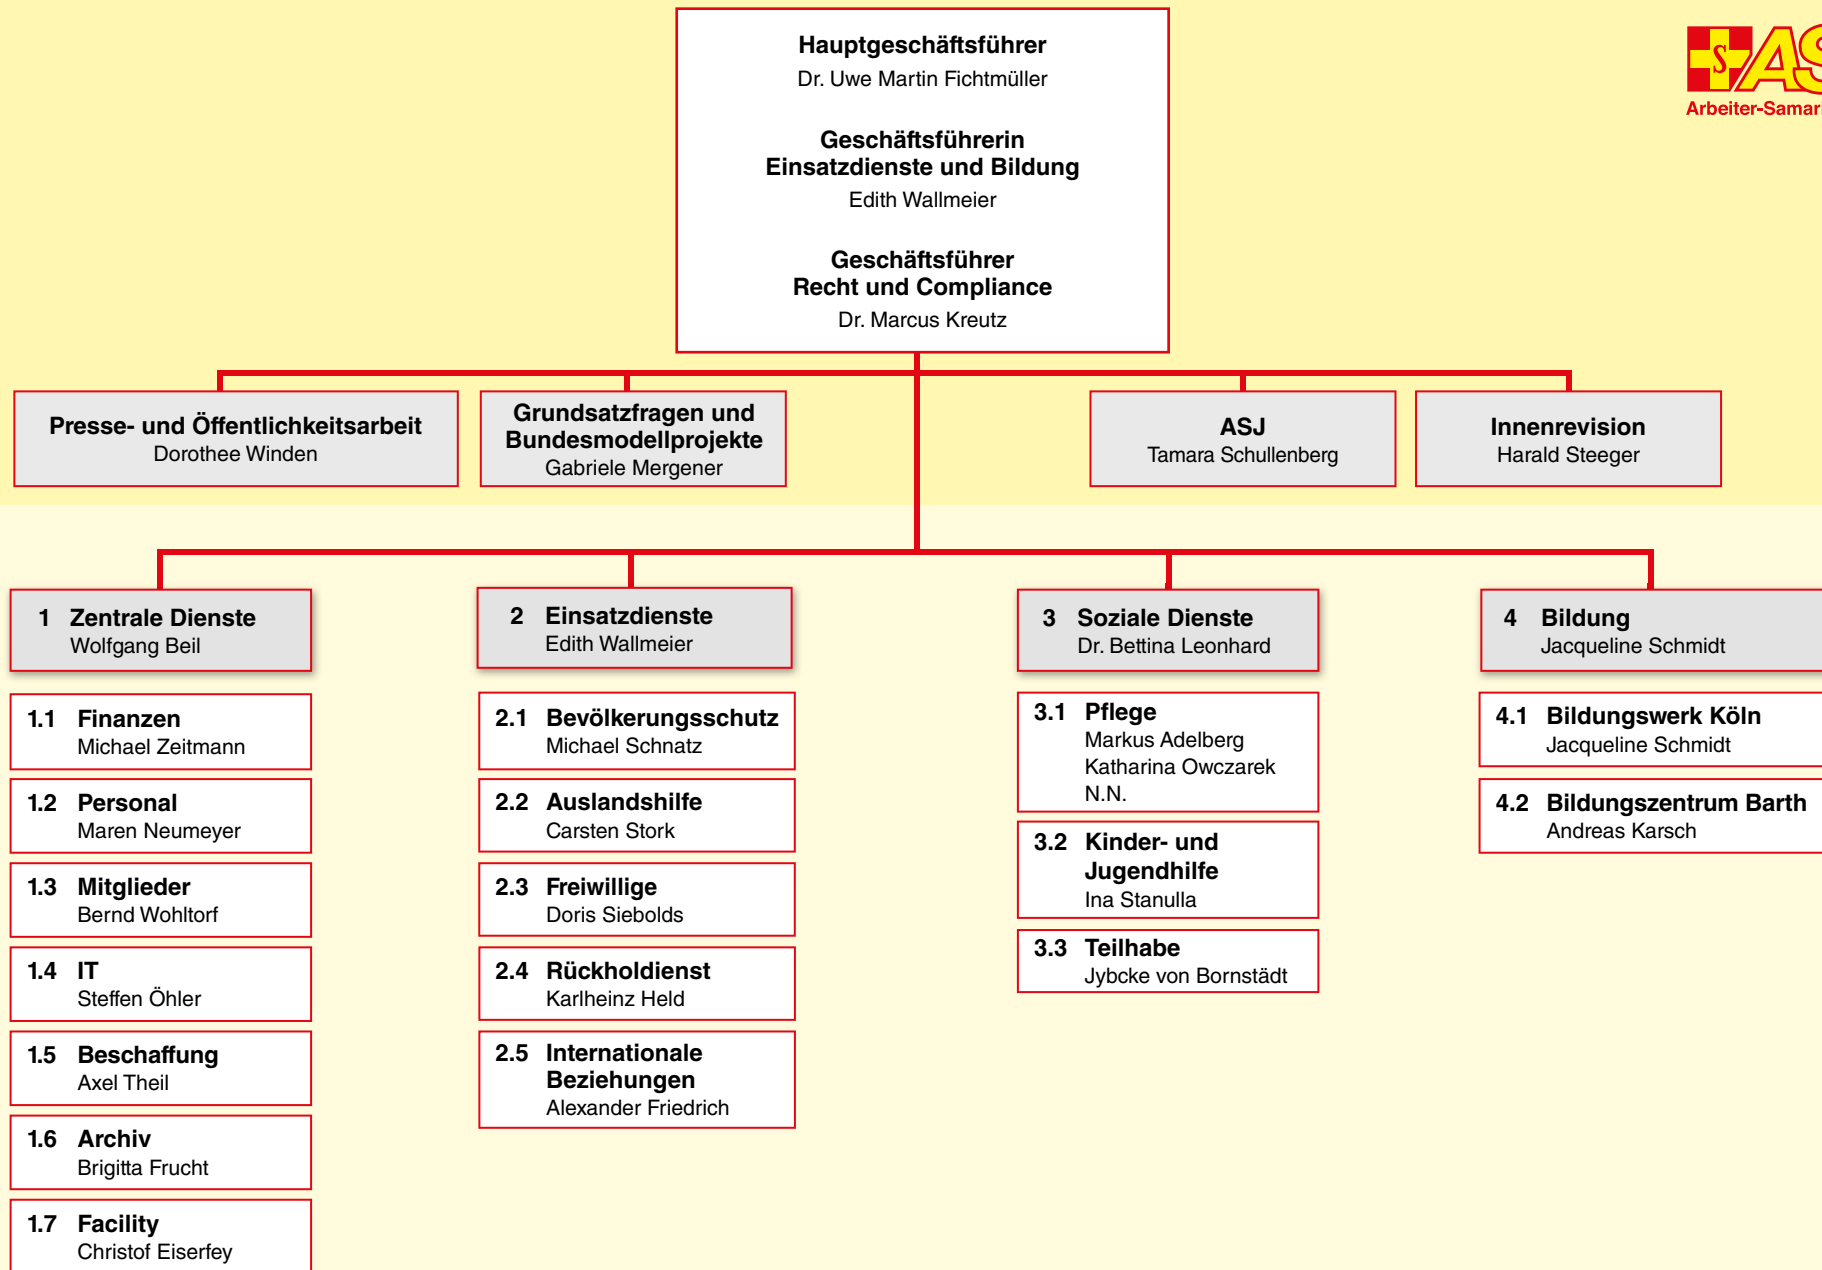 Hauptgeschäftsführer
Dr. Uwe Martin Fichtmüller
Geschäftsführerin
Einsatzdienste und Bildung
Edith Wallmeier
Geschäftsführer
Recht und Compliance
Dr. Marcus Kreutz
S AS
Arbeiter-Samar
Presse- und Öffentlichkeitsarbeit
Dorothee Winden
Grundsatzfragen und
Bundesmodellprojekte
Gabriele Mergener
ASJ
Tamara Schullenberg
Innenrevision
Harald Steeger
1 Zentrale Dienste
Wolfgang Beil
1.1 Finanzen
Michael Zeitmann
1.2 Personal
Maren Neumeyer
1.3 Mitglieder
Bernd Wohltorf
1.4 IT
Steffen Öhler
1.5 Beschaffung
Axel Theil
1.6 Archiv
Brigitta Frucht
1.7 Facility
Christof Eiserfey
2 Einsatzdienste
Edith Wallmeier
2.1 Bevölkerungsschutz
Michael Schnatz
2.2 Auslandshilfe
Carsten Stork
2.3 Freiwillige
Doris Siebolds
2.4 Rückholdienst
Karlheinz Held
2.5 Internationale
Beziehungen
Alexander Friedrich
3 Soziale Dienste
Dr. Bettina Leonhard
3.1 Pflege
Markus Adelberg
Katharina Owczarek
N.N.
3.2 Kinder- und
Jugendhilfe
Ina Stanulla
3.3 Teilhabe
Jybcke von Bornstädt
4 Bildung
Jacqueline Schmidt
4.1 Bildungswerk Köln
Jacqueline Schmidt
4.2 Bildungszentrum Barth
Andreas Karsch